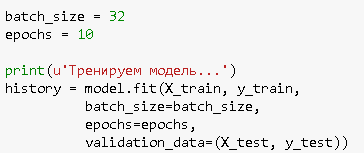 batch_size = 32
epochs = 10
print(u'Тренируем модель...')
history = model.fit(X_train, y_train,
batch_size=batch_size,
epochs=epochs,
validation_data=(X_test, y_test))